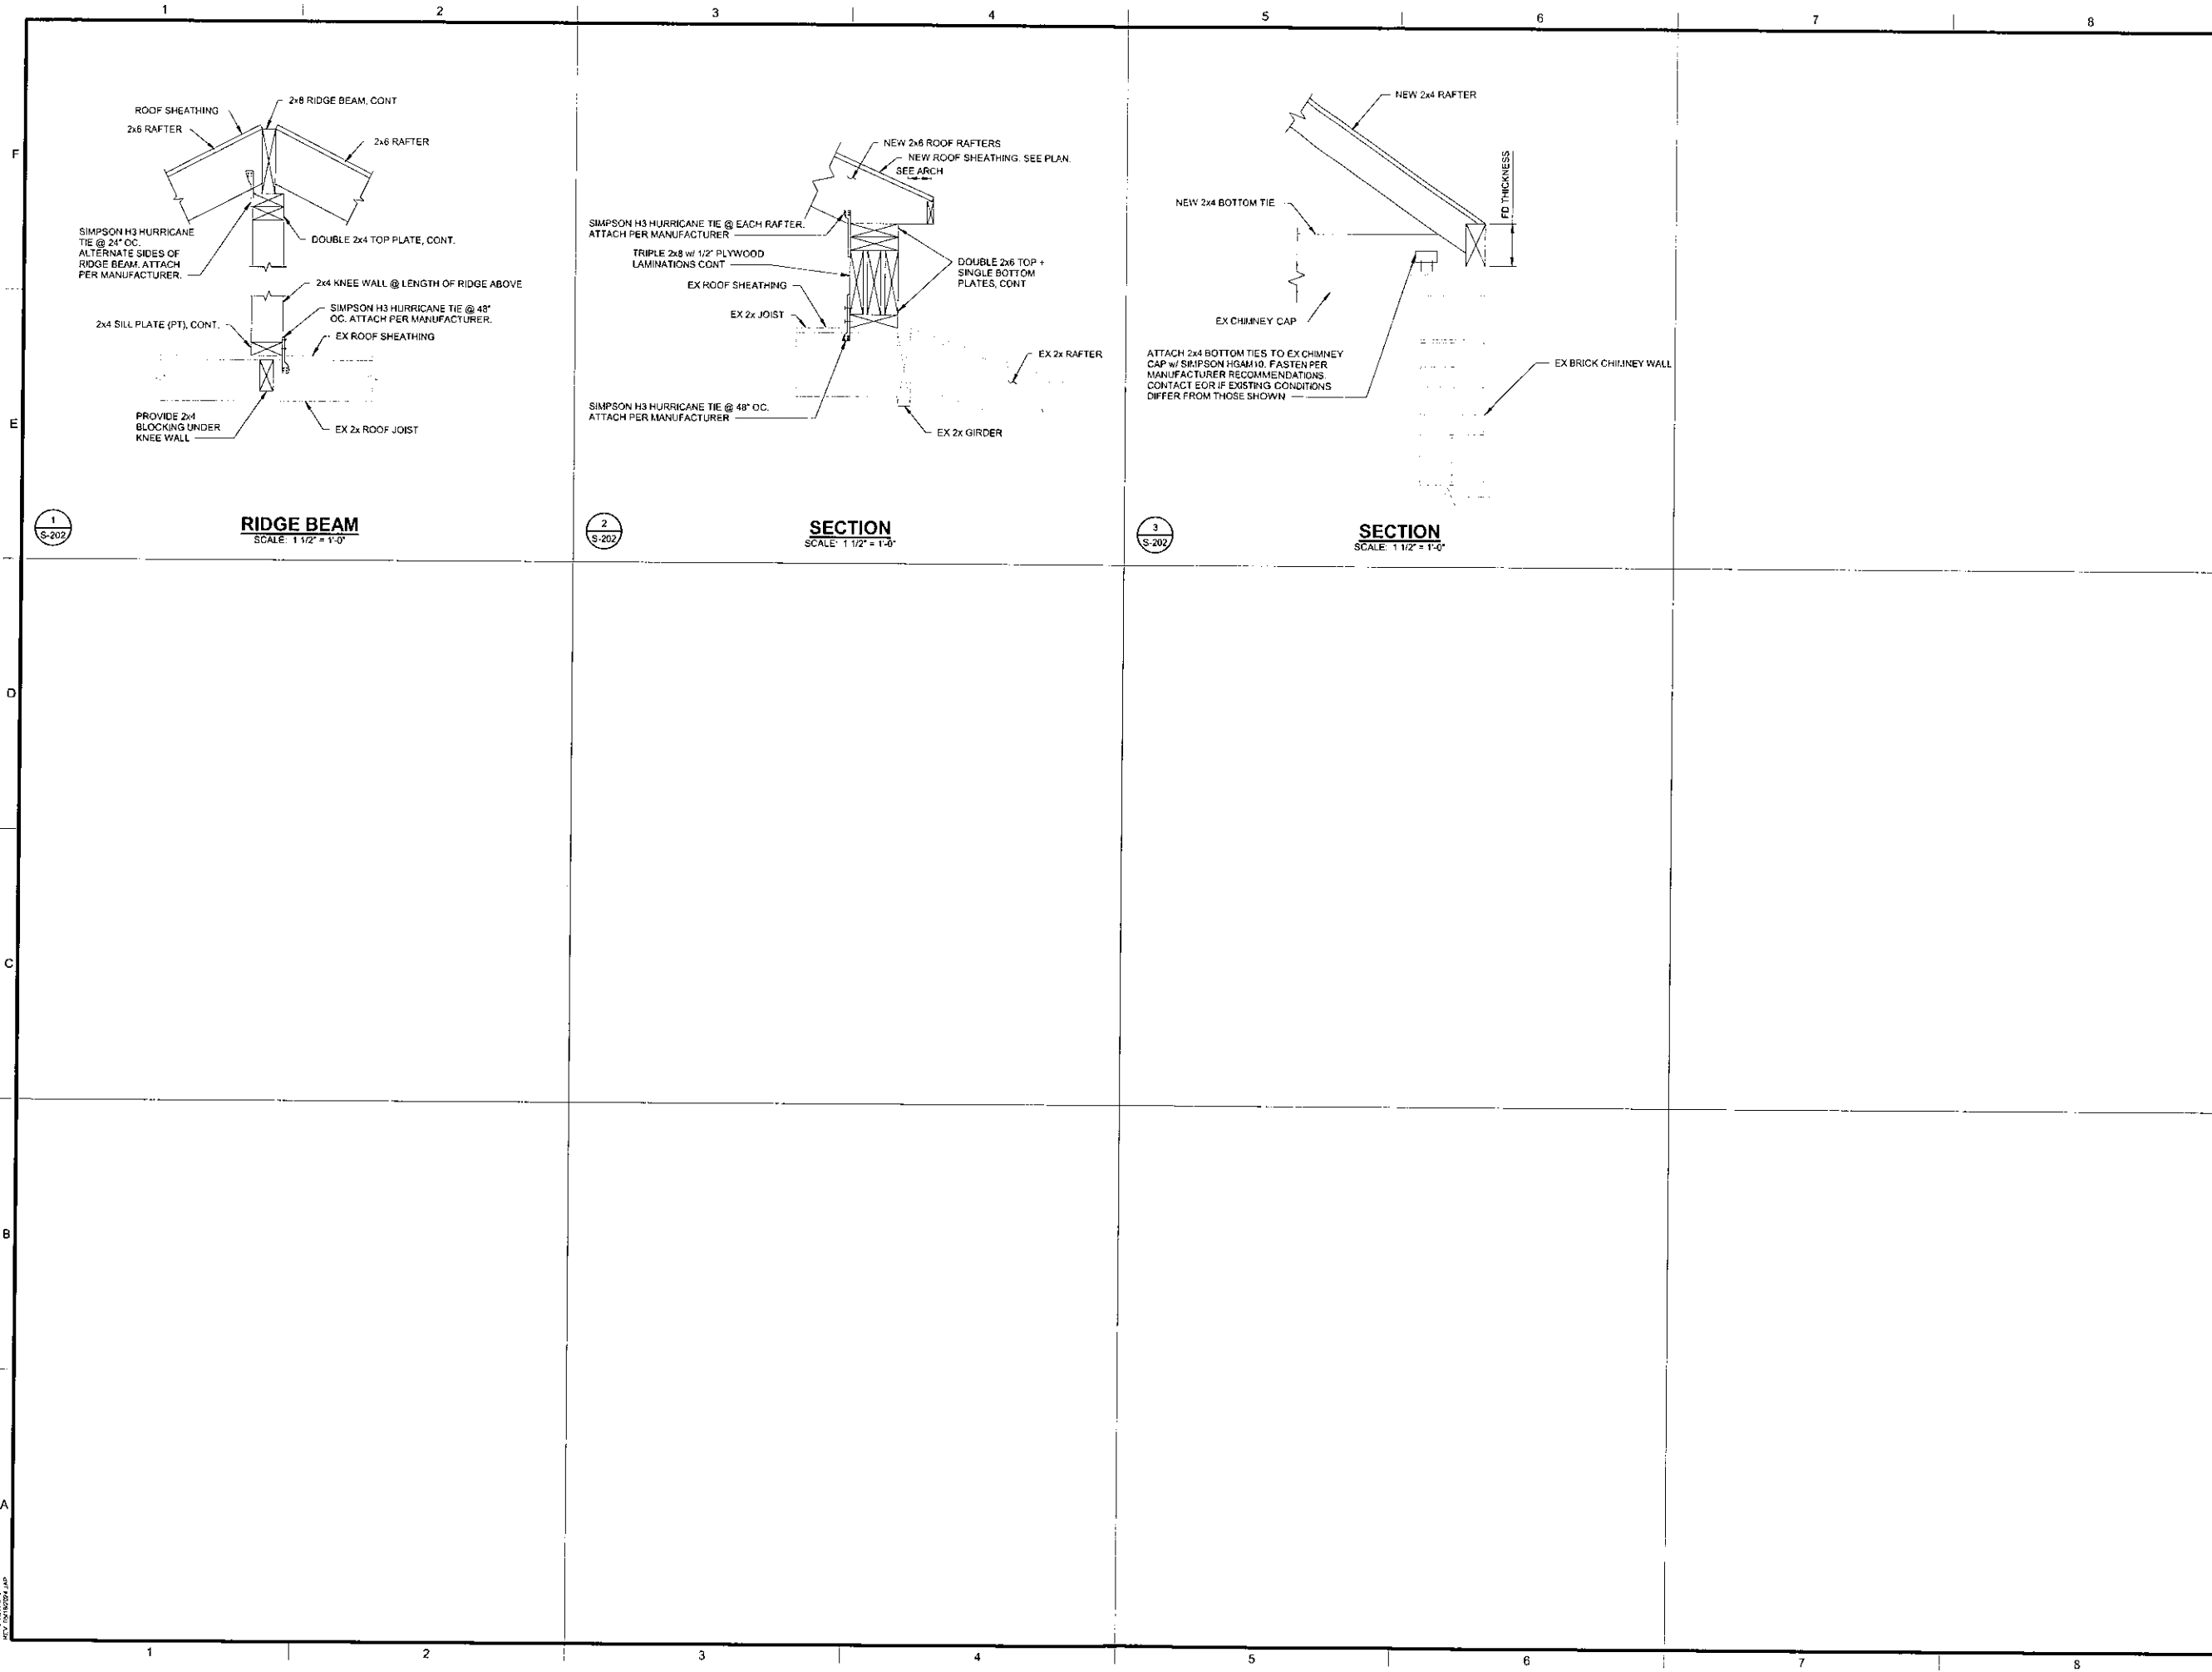 1 2 3 4 5 6 7 8
F
E
D
C
B
A
ROOF SHEATHING
2x8 RIDGE BEAM, CONT
2x6 RAFTER
2x6 RAFTER
SIMPSON H3 HURRICANE
TIE @ 24" OC.
ALTERNATE SIDES OF
RIDGE BEAM. ATTACH
PER MANUFACTURER.
DOUBLE 2x4 TOP PLATE, CONT.
2x4 KNEE WALL @ LENGTH OF RIDGE ABOVE
SIMPSON H3 HURRICANE TIE @ 48"
OC. ATTACH PER MANUFACTURER.
2x4 SILL PLATE (PT), CONT.
EX ROOF SHEATHING
PROVIDE 2x4
BLOCKING UNDER
KNEE WALL
EX 2x ROOF JOIST
1
S-202
RIDGE BEAM
SCALE: 1 1/2" = 1'-0"
NEW 2x6 ROOF RAFTERS
NEW ROOF SHEATHING. SEE PLAN.
SEE ARCH
SIMPSON H3 HURRICANE TIE @ EACH RAFTER.
ATTACH PER MANUFACTURER
TRIPLE 2x8 w/ 1/2" PLYWOOD
LAMINATIONS CONT
DOUBLE 2x6 TOP +
SINGLE BOTTOM
PLATES, CONT
EX ROOF SHEATHING
EX 2x JOIST
EX 2x RAFTER
SIMPSON H3 HURRICANE TIE @ 48" OC.
ATTACH PER MANUFACTURER
EX 2x GIRDER
2
S-202
SECTION
SCALE: 1 1/2" = 1'-0"
NEW 2x4 RAFTER
FD THICKNESS
NEW 2x4 BOTTOM TIE
EX CHIMNEY CAP
ATTACH 2x4 BOTTOM TIES TO EX CHIMNEY
CAP w/ SIMPSON HGAM10. FASTEN PER
MANUFACTURER RECOMMENDATIONS.
CONTACT EOR IF EXISTING CONDITIONS
DIFFER FROM THOSE SHOWN
EX BRICK CHIMNEY WALL
3
S-202
SECTION
SCALE: 1 1/2" = 1'-0"
1 2 3 4 5 6 7 8